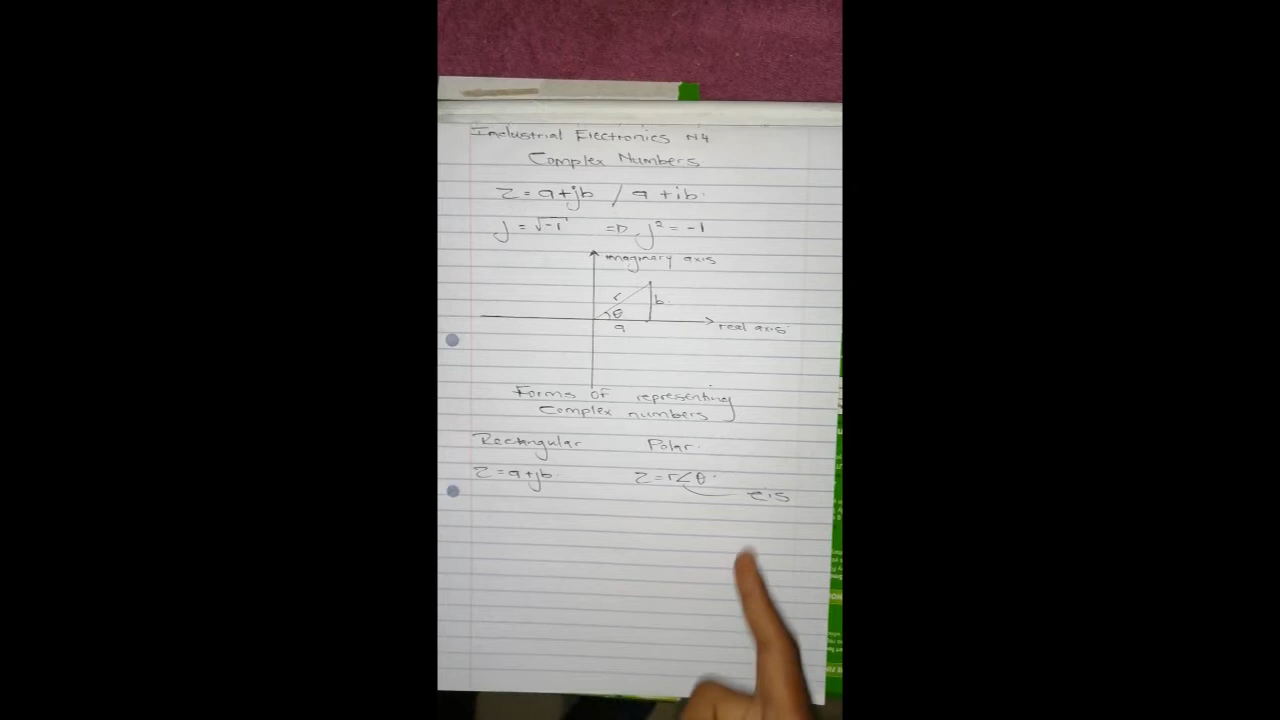 Industrial Electronics N4
Complex Numbers
Z = a+jb / a+ib
j = √-1 => j² = -1
imaginary axis
r
b
θ
a
real axis
Forms of representing
Complex numbers
Rectangular Polar
Z=a+jb Z=r∠θ
cis